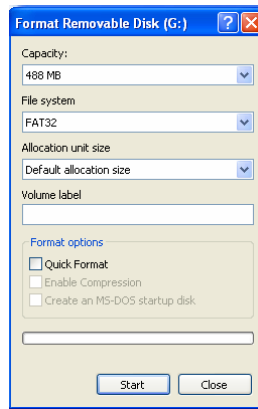 Format Removable Disk (G:)
Capacity:
488 MB
File system
FAT32
Allocation unit size
Default allocation size
Volume label
Format options
Quick Format
Enable Compression
Create an MS-DOS startup disk
Start
Close